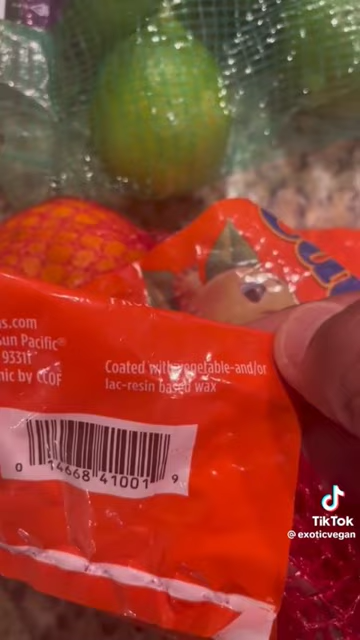 s.com
Sun Pacific®
9331
nic by CCOF
Coated with vegetable-and/or
lac-resin based wax
0 14668 41001 9
TikTok
@exoticvegan